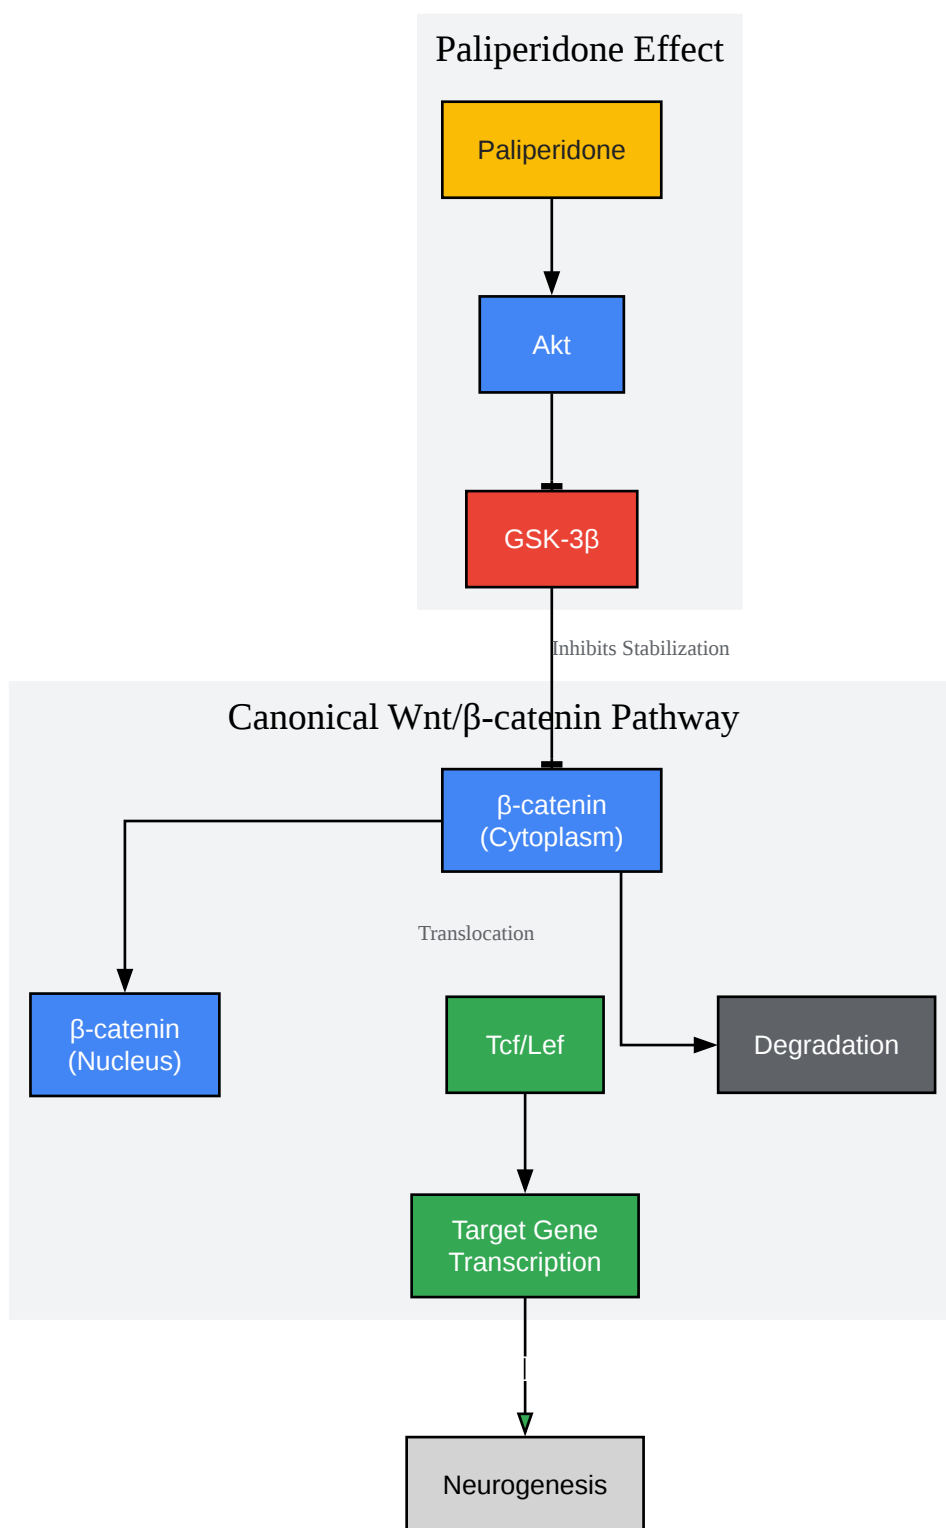 Paliperidone Effect
Paliperidone
Akt
GSK-3β
Inhibits Stabilization
Canonical Wnt/β-catenin Pathway
β-catenin
(Cytoplasm)
Translocation
β-catenin
(Nucleus)
Tcf/Lef
Degradation
Target Gene
Transcription
Neurogenesis